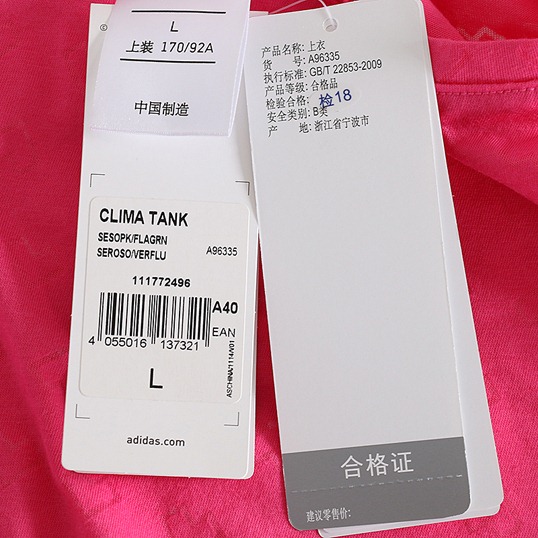 L
上装 170/92A
中国制造
©
CLIMA TANK
SESOPK/FLAGRN
SEROSO/VERFLU A96335
111772496
A40
EAN
4 055016 137321
ASCHINA/1114/V01
L
adidas.com
产品名称: 上衣
货 号: A96335
执行标准: GB/T 22853-2009
产品等级: 合格品
检验合格: 检18
安全类别: B类
产 地: 浙江省宁波市
合格证
建议零售价: